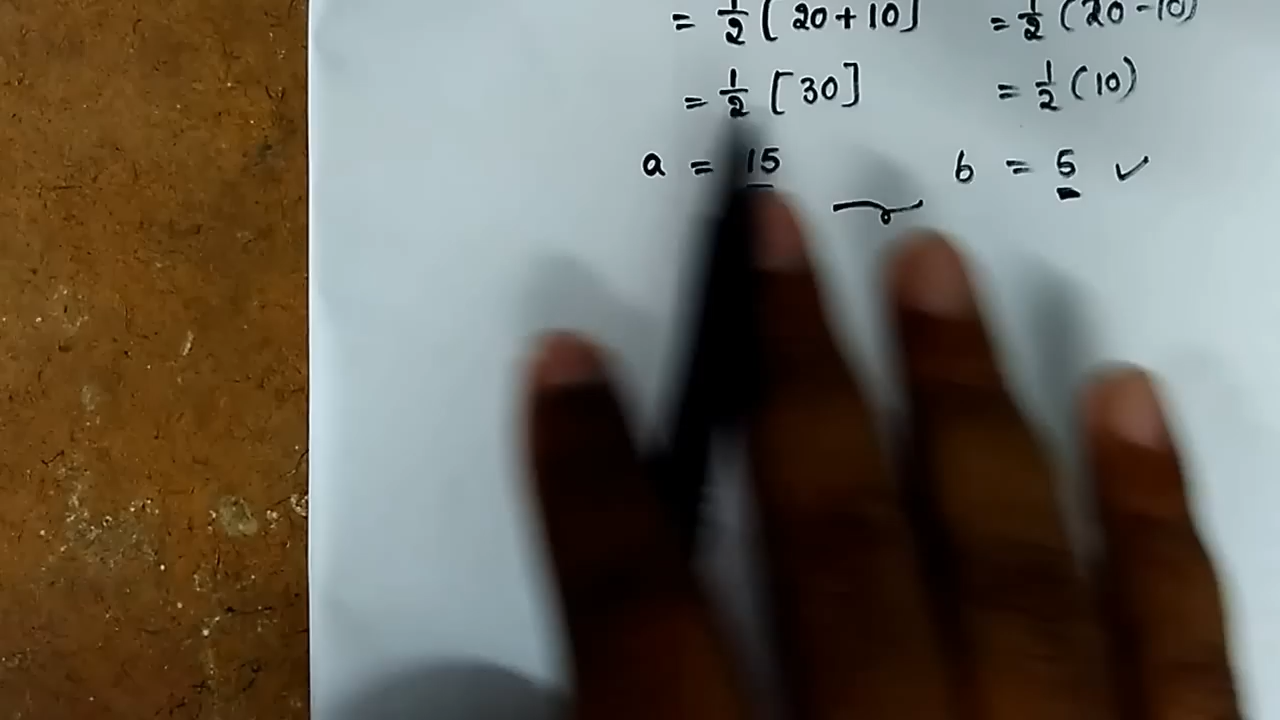 = 1/2 [ 20 + 10 ] = 1/2 (20 - 10)
= 1/2 [ 30 ] = 1/2 (10)
a = 15 b = 5 ✓